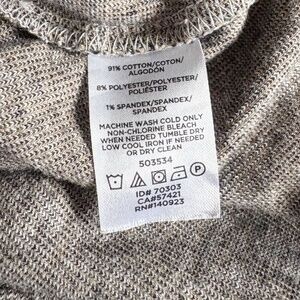 91% COTTON/COTON/
ALGODÓN
8% POLYESTER/POLYESTER/
POLIÉSTER
1% SPANDEX/SPANDEX/
SPANDEX
MACHINE WASH COLD ONLY
NON-CHLORINE BLEACH
WHEN NEEDED TUMBLE DRY
LOW COOL IRON IF NEEDED
OR DRY CLEAN
503534
P
ID# 70303
CA#57421
RN#140923